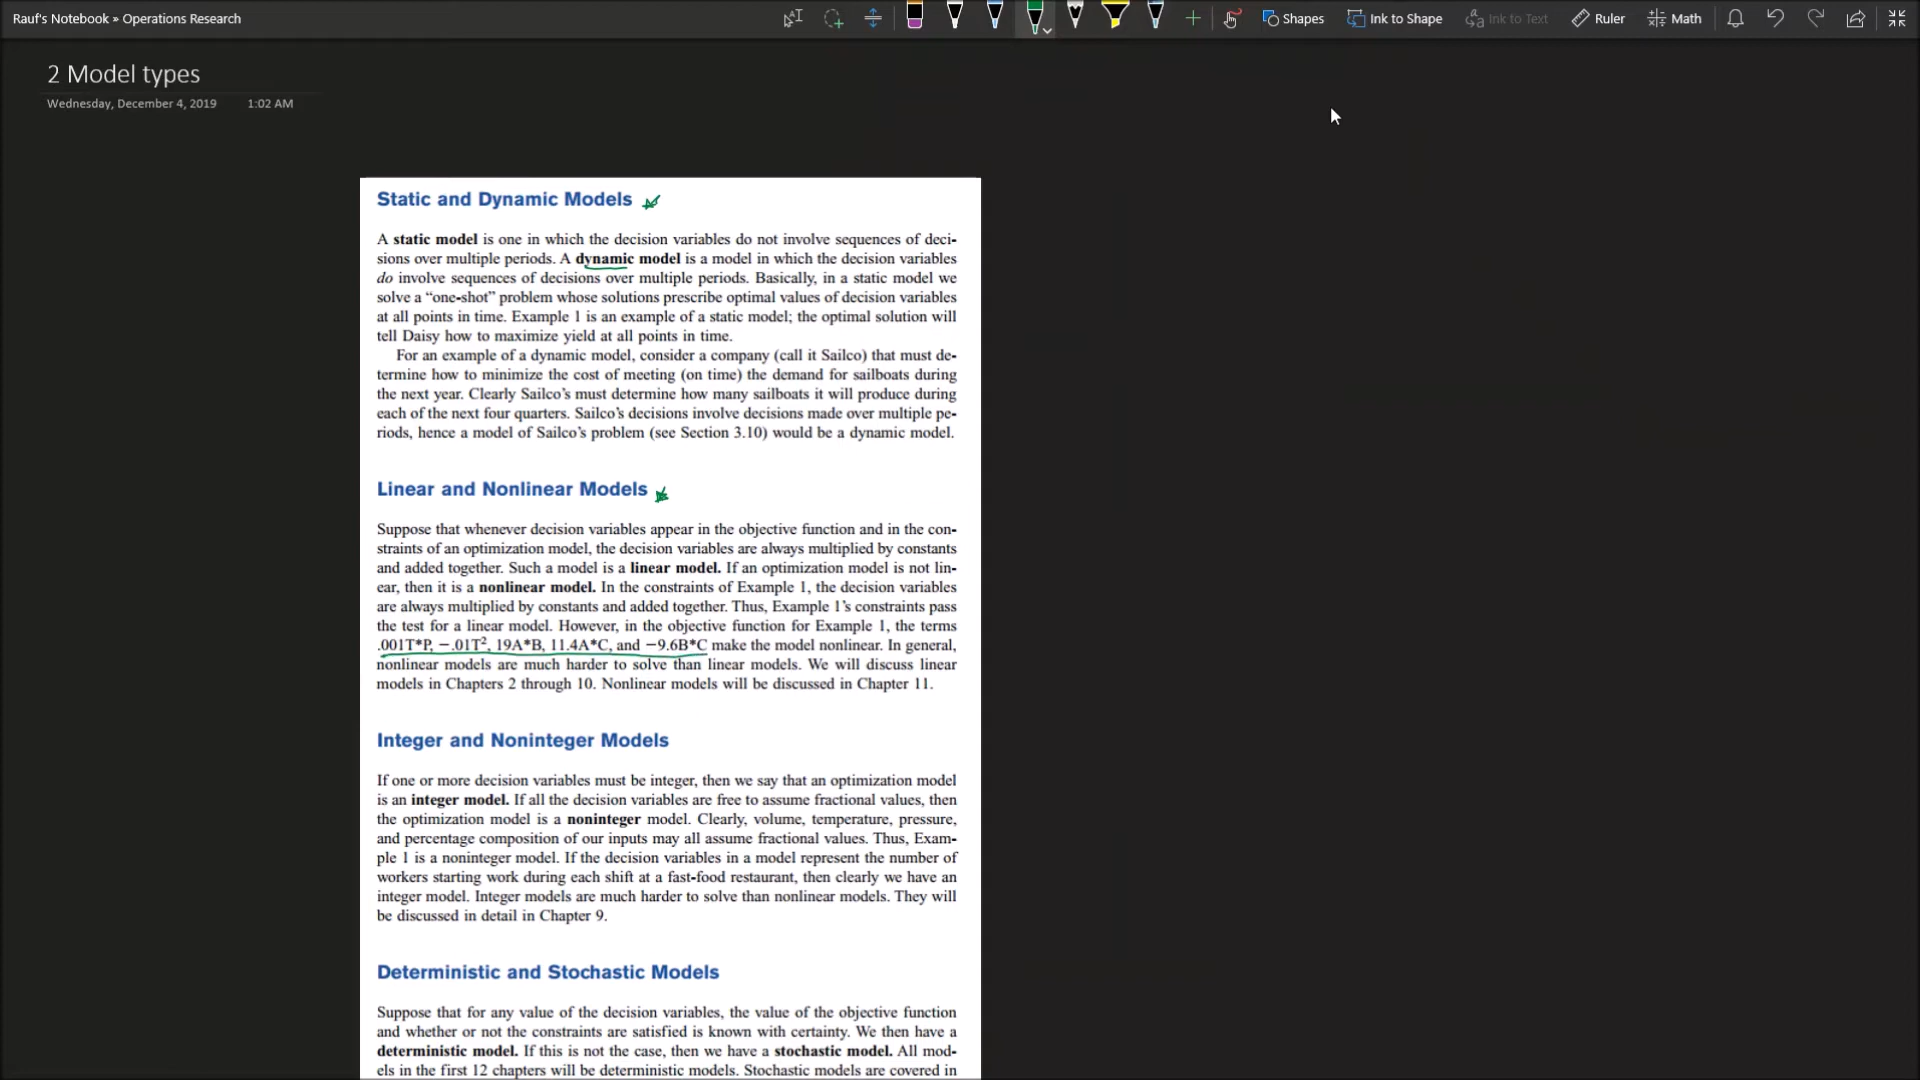 Rauf's Notebook » Operations Research
Shapes
Ink to Shape
Ink to Text
Ruler
Math
2 Model types
Wednesday, December 4, 2019 1:02 AM
Static and Dynamic Models
A static model is one in which the decision variables do not involve sequences of deci-
sions over multiple periods. A dynamic model is a model in which the decision variables
do involve sequences of decisions over multiple periods. Basically, in a static model we
solve a “one-shot” problem whose solutions prescribe optimal values of decision variables
at all points in time. Example 1 is an example of a static model; the optimal solution will
tell Daisy how to maximize yield at all points in time.
For an example of a dynamic model, consider a company (call it Sailco) that must de-
termine how to minimize the cost of meeting (on time) the demand for sailboats during
the next year. Clearly Sailco’s must determine how many sailboats it will produce during
each of the next four quarters. Sailco’s decisions involve decisions made over multiple pe-
riods, hence a model of Sailco’s problem (see Section 3.10) would be a dynamic model.
Linear and Nonlinear Models
Suppose that whenever decision variables appear in the objective function and in the con-
straints of an optimization model, the decision variables are always multiplied by constants
and added together. Such a model is a linear model. If an optimization model is not lin-
ear, then it is a nonlinear model. In the constraints of Example 1, the decision variables
are always multiplied by constants and added together. Thus, Example 1’s constraints pass
the test for a linear model. However, in the objective function for Example 1, the terms
.001T*P, −.01T², 19A*B, 11.4A*C, and −9.6B*C make the model nonlinear. In general,
nonlinear models are much harder to solve than linear models. We will discuss linear
models in Chapters 2 through 10. Nonlinear models will be discussed in Chapter 11.
Integer and Noninteger Models
If one or more decision variables must be integer, then we say that an optimization model
is an integer model. If all the decision variables are free to assume fractional values, then
the optimization model is a noninteger model. Clearly, volume, temperature, pressure,
and percentage composition of our inputs may all assume fractional values. Thus, Exam-
ple 1 is a noninteger model. If the decision variables in a model represent the number of
workers starting work during each shift at a fast-food restaurant, then clearly we have an
integer model. Integer models are much harder to solve than nonlinear models. They will
be discussed in detail in Chapter 9.
Deterministic and Stochastic Models
Suppose that for any value of the decision variables, the value of the objective function
and whether or not the constraints are satisfied is known with certainty. We then have a
deterministic model. If this is not the case, then we have a stochastic model. All mod-
els in the first 12 chapters will be deterministic models. Stochastic models are covered in